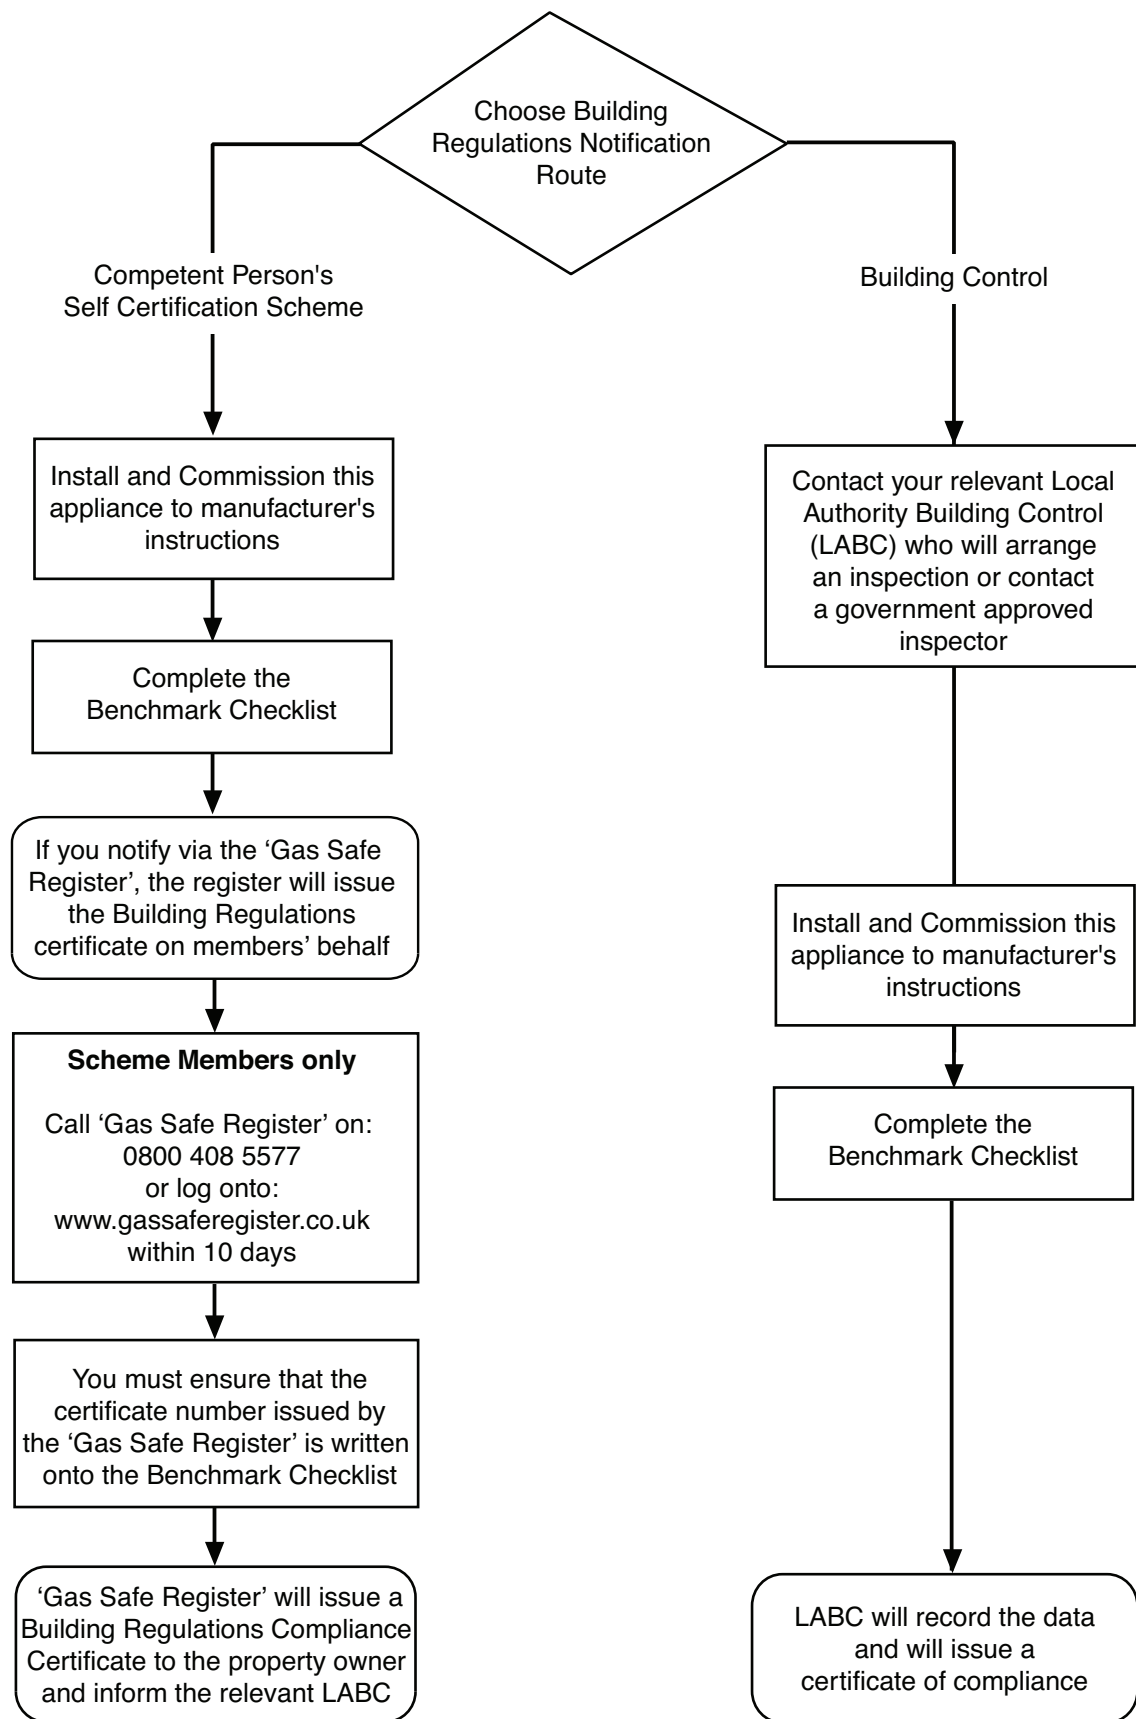 Choose Building
Regulations Notification
Route
Competent Person's
Self Certification Scheme
Building Control
Install and Commission this
appliance to manufacturer's
instructions
Complete the
Benchmark Checklist
If you notify via the ‘Gas Safe
Register’, the register will issue
the Building Regulations
certificate on members’ behalf
Scheme Members only
Call ‘Gas Safe Register’ on:
0800 408 5577
or log onto:
www.gassaferegister.co.uk
within 10 days
You must ensure that the
certificate number issued by
the ‘Gas Safe Register’ is written
onto the Benchmark Checklist
‘Gas Safe Register’ will issue a
Building Regulations Compliance
Certificate to the property owner
and inform the relevant LABC
Contact your relevant Local
Authority Building Control
(LABC) who will arrange
an inspection or contact
a government approved
inspector
Install and Commission this
appliance to manufacturer's
instructions
Complete the
Benchmark Checklist
LABC will record the data
and will issue a
certificate of compliance